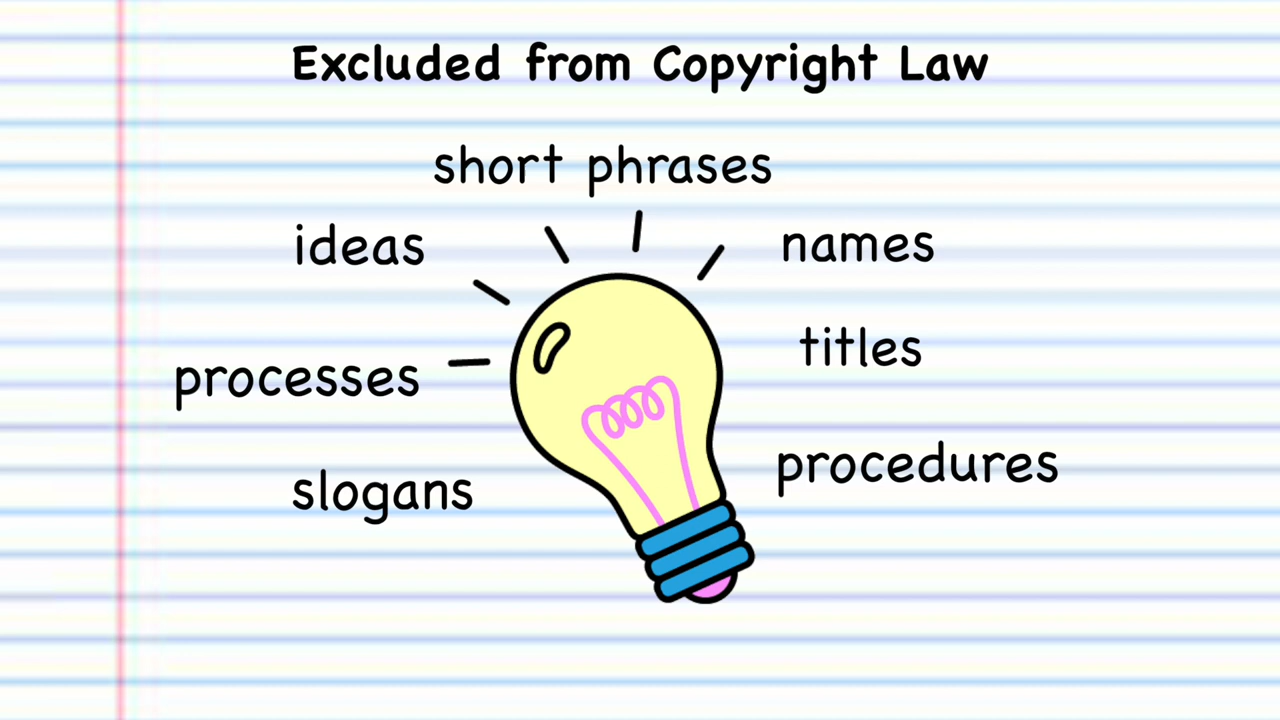 Excluded from Copyright Law
short phrases
ideas
names
titles
processes
procedures
slogans